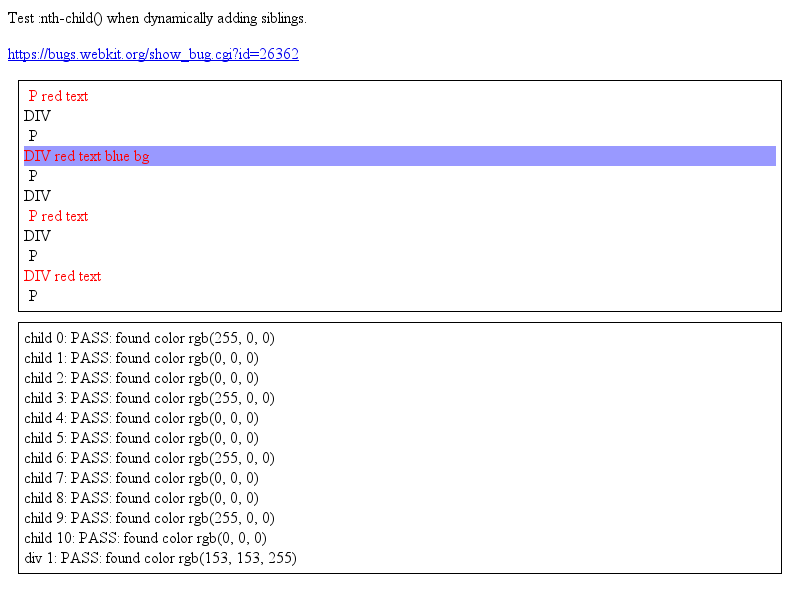 Test :nth-child() when dynamically adding siblings.
https://bugs.webkit.org/show_bug.cgi?id=26362
P red text
DIV
P
DIV red text blue bg
P
DIV
P red text
DIV
P
DIV red text
P
child 0: PASS: found color rgb(255, 0, 0)
child 1: PASS: found color rgb(0, 0, 0)
child 2: PASS: found color rgb(0, 0, 0)
child 3: PASS: found color rgb(255, 0, 0)
child 4: PASS: found color rgb(0, 0, 0)
child 5: PASS: found color rgb(0, 0, 0)
child 6: PASS: found color rgb(255, 0, 0)
child 7: PASS: found color rgb(0, 0, 0)
child 8: PASS: found color rgb(0, 0, 0)
child 9: PASS: found color rgb(255, 0, 0)
child 10: PASS: found color rgb(0, 0, 0)
div 1: PASS: found color rgb(153, 153, 255)